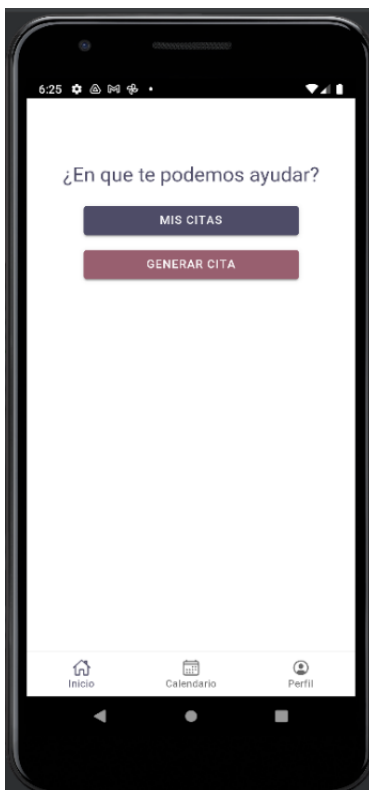 6:25
¿En que te podemos ayudar?
MIS CITAS
GENERAR CITA
Inicio
Calendario
Perfil